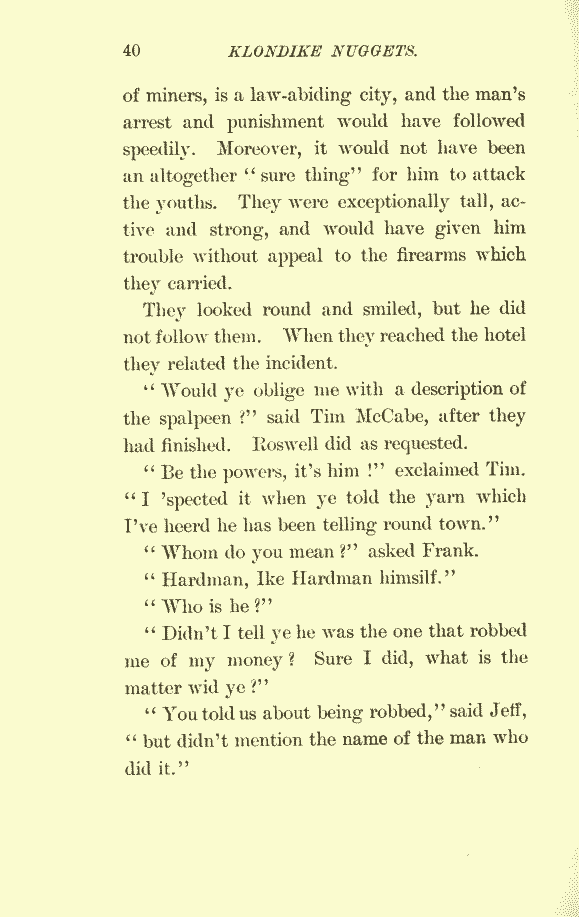 40 KLONDIKE NUGGETS.
of miners, is a law-abiding city, and the man's
arrest and punishment would have followed
speedily. Moreover, it would not have been
an altogether “sure thing” for him to attack
the youths. They were exceptionally tall, ac-
tive and strong, and would have given him
trouble without appeal to the firearms which
they carried.
They looked round and smiled, but he did
not follow them. When they reached the hotel
they related the incident.
“Would ye oblige me with a description of
the spalpeen?” said Tim McCabe, after they
had finished. Roswell did as requested.
“Be the powers, it's him!” exclaimed Tim.
“I 'spected it when ye told the yarn which
I've heerd he has been telling round town.”
“Whom do you mean?” asked Frank.
“Hardman, Ike Hardman himsilf.”
“Who is he?”
“Didn't I tell ye he was the one that robbed
me of my money? Sure I did, what is the
matter wid ye?”
“You told us about being robbed,” said Jeff,
“but didn't mention the name of the man who
did it.”